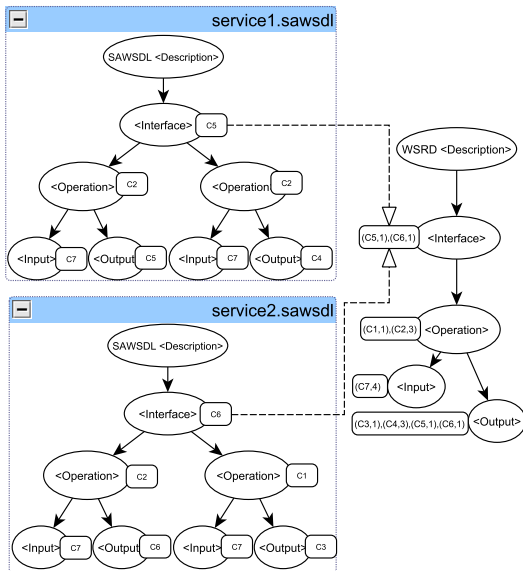 service1.sawsdl
SAWSDL <Description>
<Interface>
C5
<Operation>
C2
<Operation
C2
<Input>
C7
<Output
C5
<Input>
C7
<Output>
C4
service2.sawsdl
SAWSDL <Description>
<Interface>
C6
<Operation>
C2
<Operation>
C1
<Input>
C7
<Output
C6
<Input>
C7
<Output>
C3
WSRD <Description>
(C5,1),(C6,1)
<Interface>
(C1,1),(C2,3)
<Operation>
(C7,4)
<Input>
(C3,1),(C4,3),(C5,1),(C6,1)
<Output>